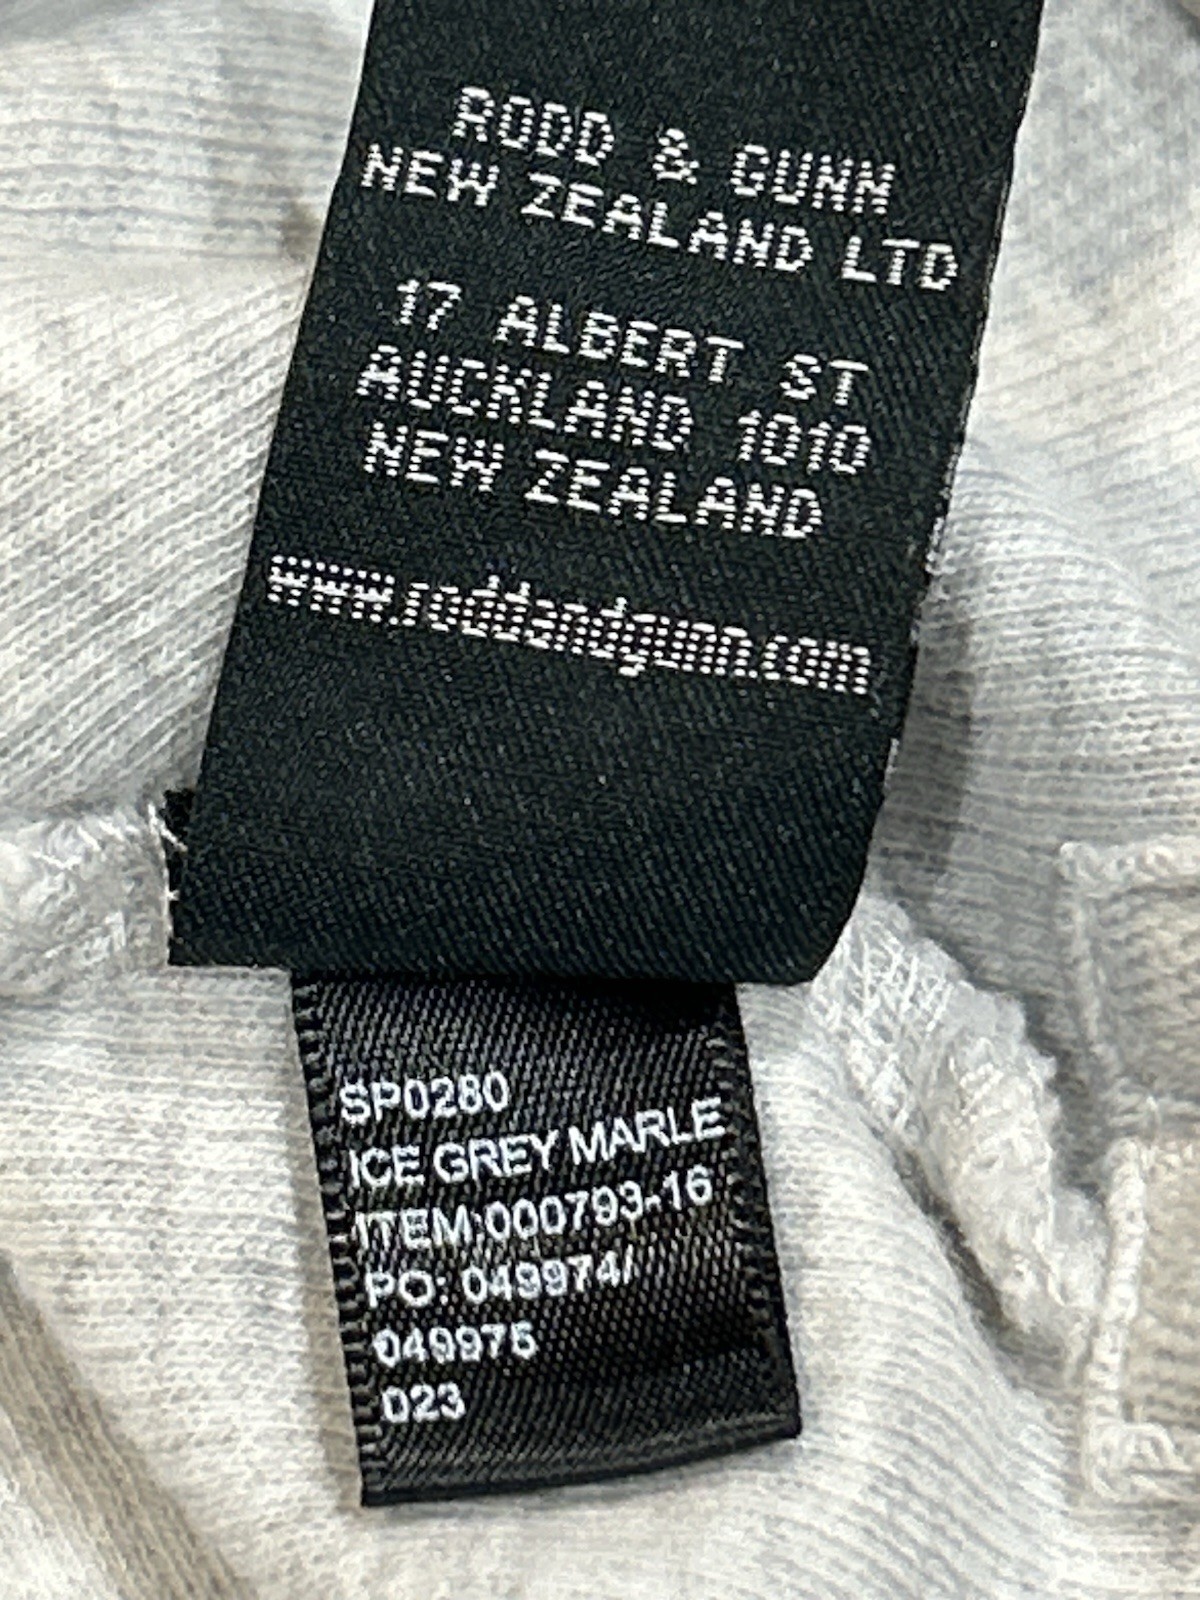 RODD & GUNN
NEW ZEALAND LTD
17 ALBERT ST
AUCKLAND 1010
NEW ZEALAND
www.roddandgunn.com
SP0280
ICE GREY MARLE
ITEM:000793-16
PO: 049974/
049975
023